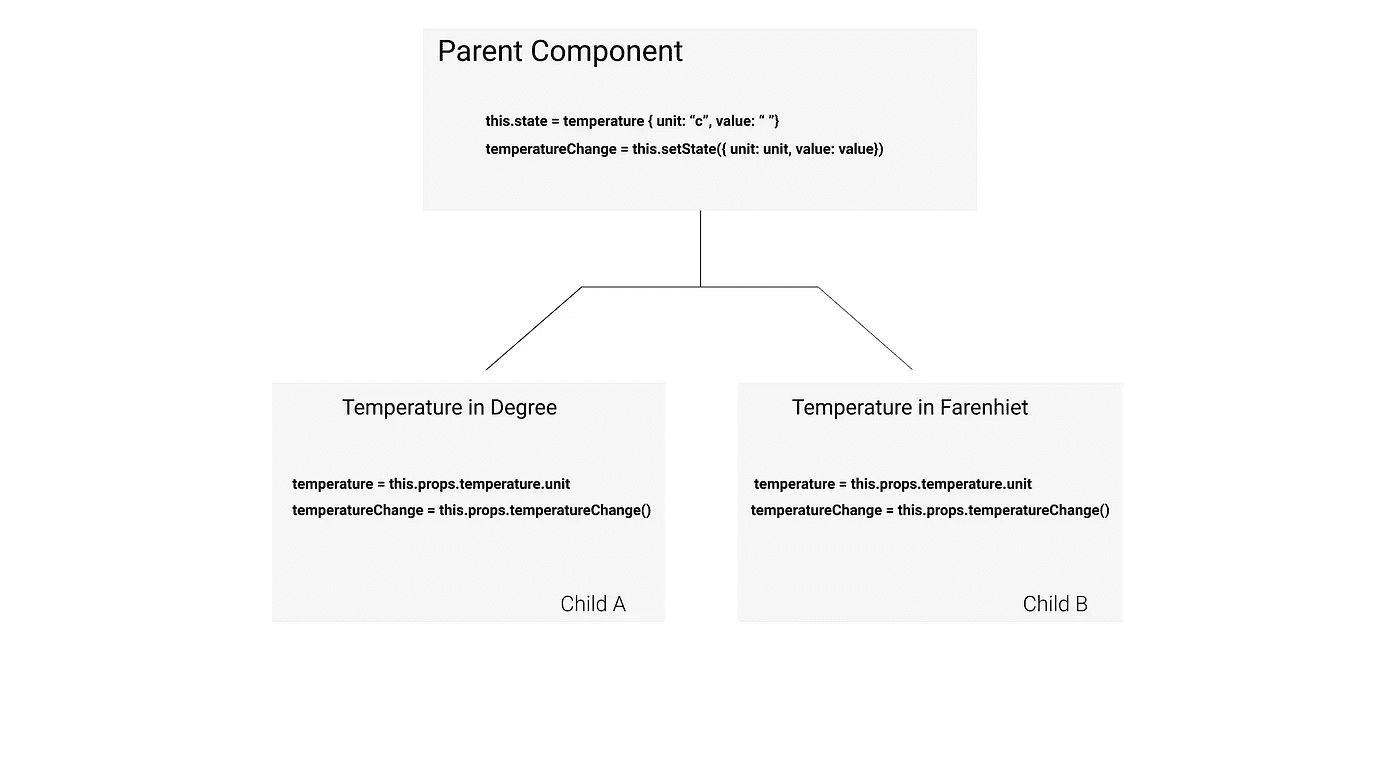 Parent Component
this.state = temperature { unit: “c”, value: “ ”}
temperatureChange = this.setState({ unit: unit, value: value})
Temperature in Degree
temperature = this.props.temperature.unit
temperatureChange = this.props.temperatureChange()
Child A
Temperature in Farenhiet
temperature = this.props.temperature.unit
temperatureChange = this.props.temperatureChange()
Child B